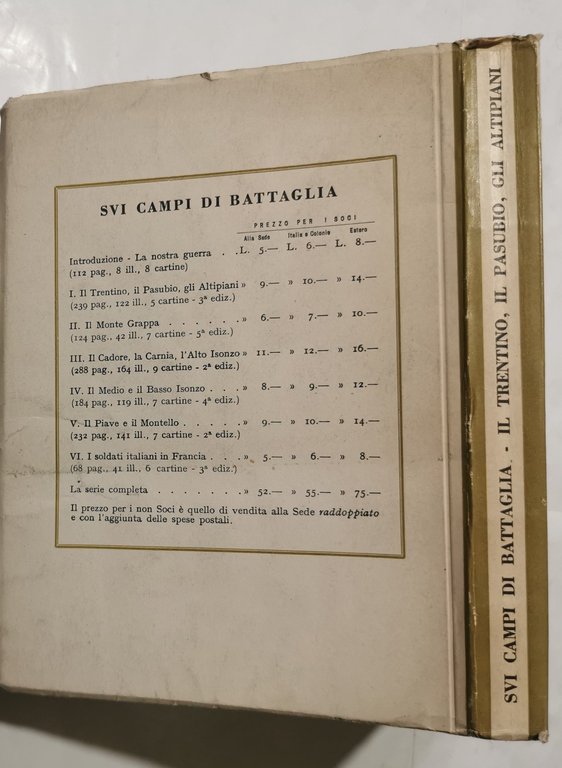 SVI CAMPI DI BATTAGLIA
PREZZO PER I SOCI
Alla Sede Italia e Colonie Estero
Introduzione - La nostra guerra . . L. 5.— L. 6.— L. 8.—
(112 pag., 8 ill., 8 cartine)
I. Il Trentino, il Pasubio, gli Altipiani » 9.— » 10.— » 14.—
(239 pag., 122 ill., 5 cartine - 3ª ediz.)
II. Il Monte Grappa . . . . . . » 6.— » 7.— » 10.—
(124 pag., 42 ill., 7 cartine - 5ª ediz.)
III. Il Cadore, la Carnia, l'Alto Isonzo » 11.— » 12.— » 16.—
(288 pag., 164 ill., 9 cartine - 2ª ediz.)
IV. Il Medio e il Basso Isonzo . . . » 8.— » 9.— » 12.—
(184 pag., 119 ill., 7 cartine - 4ª ediz.)
V. Il Piave e il Montello . . . . . » 9.— » 10.— » 14.—
(232 pag., 141 ill., 7 cartine - 2ª ediz.)
VI. I soldati italiani in Francia . . . » 5.— » 6.— » 8.—
(68 pag., 41 ill., 6 cartine - 3ª ediz.)
La serie completa . . . . . . . » 52.— » 55.— » 75.—
Il prezzo per i non Soci è quello di vendita alla Sede raddoppiato
e con l'aggiunta delle spese postali.
SVI CAMPI DI BATTAGLIA. - IL TRENTINO, IL PASUBIO, GLI ALTIPIANI